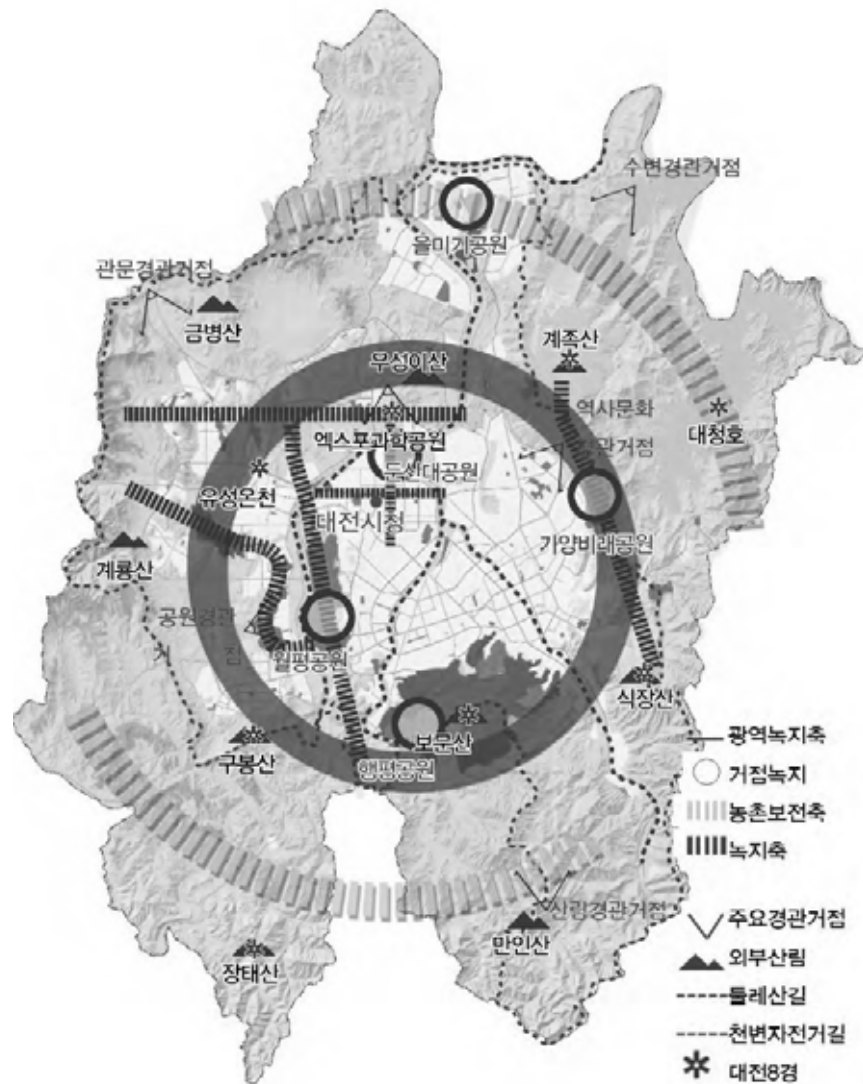 수변경관거점
을미기공원
관문경관거점
금병산
계족산
우성이산
역사문화
경관거점
대청호
엑스포과학공원
둔산대공원
유성온천
대전시청
가양비래공원
계룡산
공원경관
거
점
월평공원
식장산
보문산
구봉산
행평공원
산림경관거점
만인산
장태산
광역녹지축
거점녹지
농촌보전축
녹지축
주요경관거점
외부산림
둘레산길
천변자전거길
대전8경